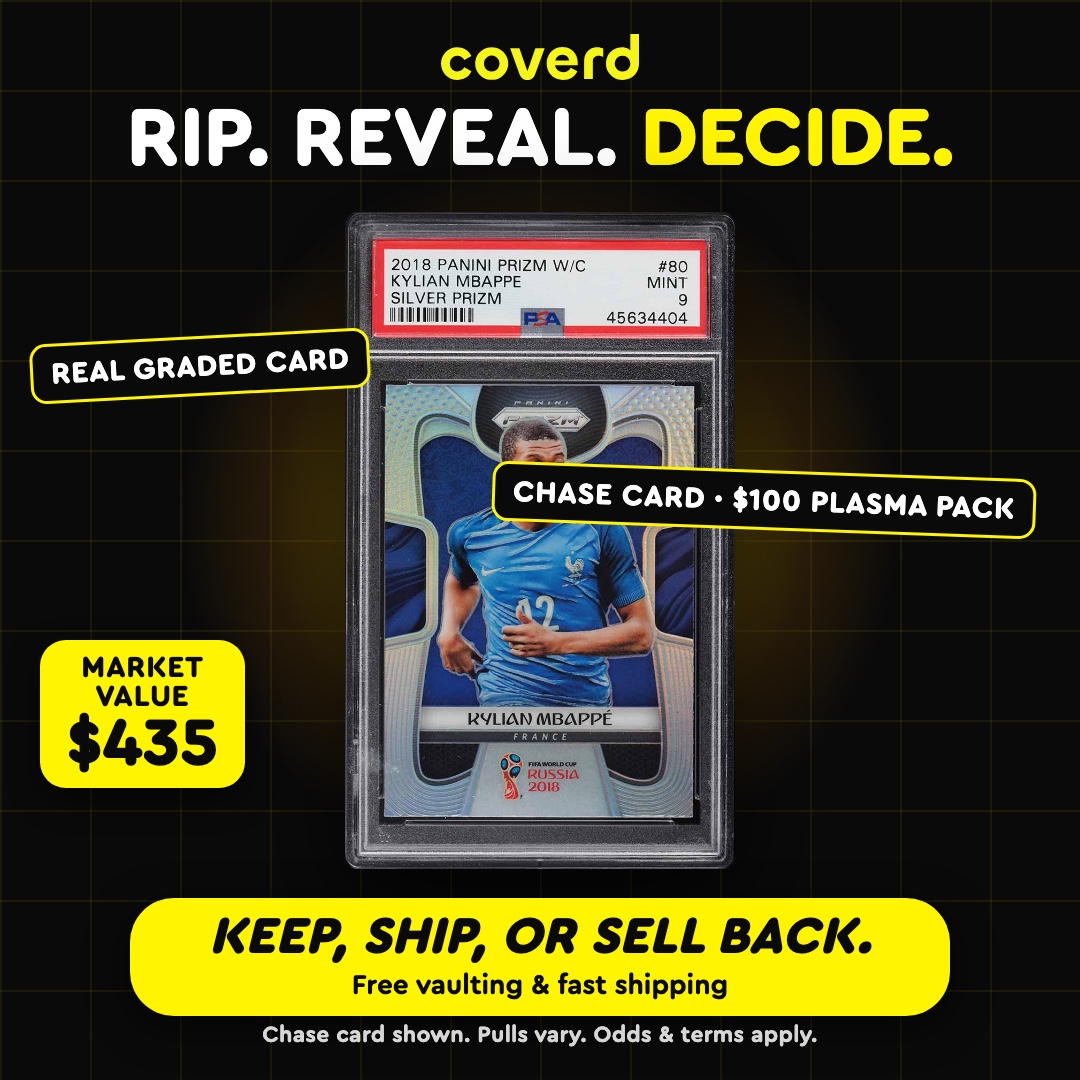 coverd
RIP. REVEAL. DECIDE.
2018 PANINI PRIZM W/C #80
KYLIAN MBAPPE MINT
SILVER PRIZM 9
PSA 45634404
REAL GRADED CARD
PANINI
PRIZM
CHASE CARD · $100 PLASMA PACK
12
MARKET
VALUE
$435
KYLIAN MBAPPÉ
FRANCE
FIFA WORLD CUP
RUSSIA
2018
KEEP, SHIP, OR SELL BACK.
Free vaulting & fast shipping
Chase card shown. Pulls vary. Odds & terms apply.